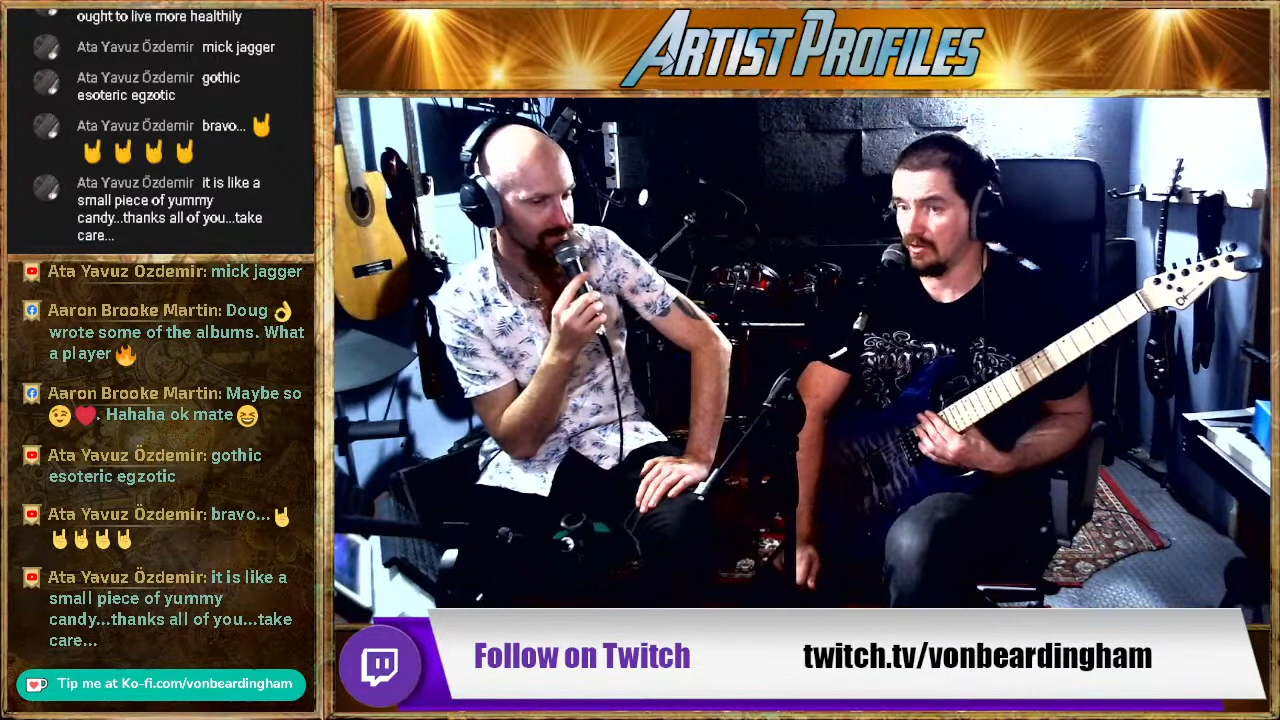 ought to live more healthily
Ata Yavuz Özdemir mick jagger
Ata Yavuz Özdemir gothic
esoteric egzotic
Ata Yavuz Özdemir bravo... 🤘
🤘 🤘 🤘 🤘
Ata Yavuz Özdemir it is like a
small piece of yummy
candy...thanks all of you...take
care...
Ata Yavuz Özdemir: mick jagger
Aaron Brooke Martin: Doug 👌
wrote some of the albums. What
a player 🔥
Aaron Brooke Martin: Maybe so
😉❤️. Hahaha ok mate 😆
Ata Yavuz Özdemir: gothic
esoteric egzotic
Ata Yavuz Özdemir: bravo...🤘
🤘🤘🤘🤘
Ata Yavuz Özdemir: it is like a
small piece of yummy
candy...thanks all of you...take
care...
Tip me at Ko-fi.com/vonbeardingham
ARTIST PROFILES
Follow on Twitch
twitch.tv/vonbeardingham